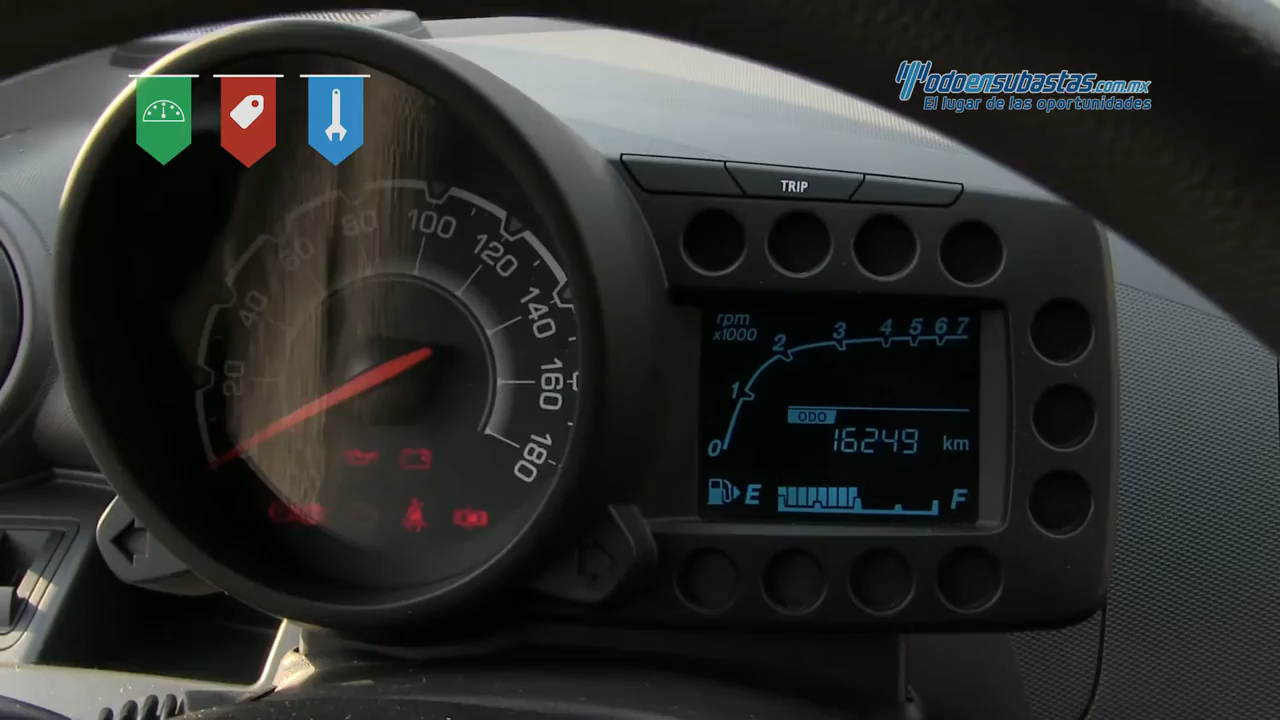 odoensubastas.com.mx
El lugar de las oportunidades
TRIP
20
40
60
80
100
120
140
160
180
rpm
x1000
0
1
2
3
4
5
6
7
ODO
16249 km
E
F